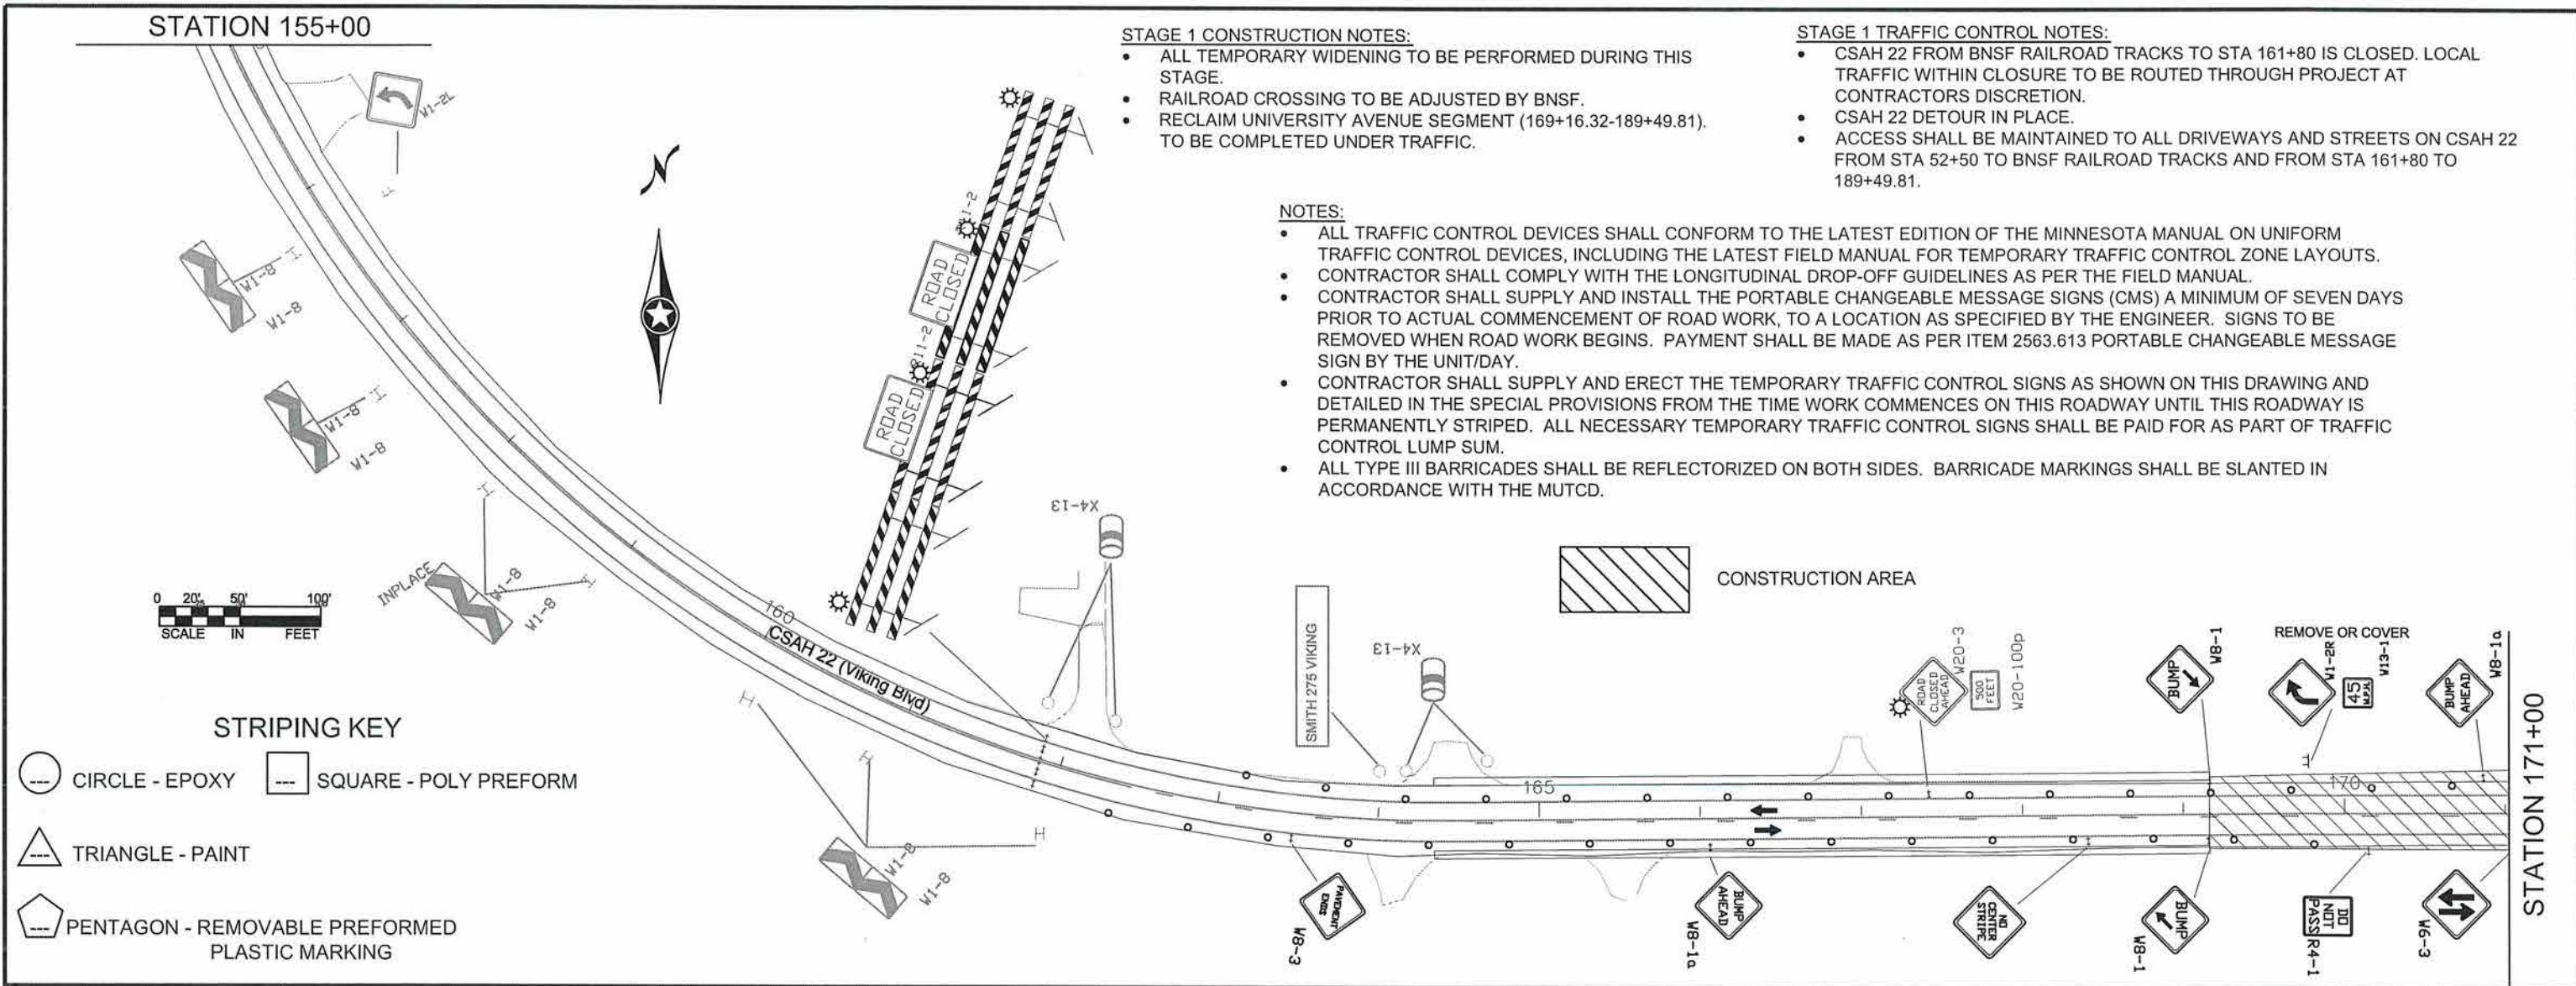 STATION 155+00
STAGE 1 CONSTRUCTION NOTES:
• ALL TEMPORARY WIDENING TO BE PERFORMED DURING THIS
STAGE.
• RAILROAD CROSSING TO BE ADJUSTED BY BNSF.
• RECLAIM UNIVERSITY AVENUE SEGMENT (169+16.32-189+49.81).
TO BE COMPLETED UNDER TRAFFIC.
STAGE 1 TRAFFIC CONTROL NOTES:
• CSAH 22 FROM BNSF RAILROAD TRACKS TO STA 161+80 IS CLOSED. LOCAL
TRAFFIC WITHIN CLOSURE TO BE ROUTED THROUGH PROJECT AT
CONTRACTORS DISCRETION.
• CSAH 22 DETOUR IN PLACE.
• ACCESS SHALL BE MAINTAINED TO ALL DRIVEWAYS AND STREETS ON CSAH 22
FROM STA 52+50 TO BNSF RAILROAD TRACKS AND FROM STA 161+80 TO
189+49.81.
NOTES:
• ALL TRAFFIC CONTROL DEVICES SHALL CONFORM TO THE LATEST EDITION OF THE MINNESOTA MANUAL ON UNIFORM
TRAFFIC CONTROL DEVICES, INCLUDING THE LATEST FIELD MANUAL FOR TEMPORARY TRAFFIC CONTROL ZONE LAYOUTS.
• CONTRACTOR SHALL COMPLY WITH THE LONGITUDINAL DROP-OFF GUIDELINES AS PER THE FIELD MANUAL.
• CONTRACTOR SHALL SUPPLY AND INSTALL THE PORTABLE CHANGEABLE MESSAGE SIGNS (CMS) A MINIMUM OF SEVEN DAYS
PRIOR TO ACTUAL COMMENCEMENT OF ROAD WORK, TO A LOCATION AS SPECIFIED BY THE ENGINEER. SIGNS TO BE
REMOVED WHEN ROAD WORK BEGINS. PAYMENT SHALL BE MADE AS PER ITEM 2563.613 PORTABLE CHANGEABLE MESSAGE
SIGN BY THE UNIT/DAY.
• CONTRACTOR SHALL SUPPLY AND ERECT THE TEMPORARY TRAFFIC CONTROL SIGNS AS SHOWN ON THIS DRAWING AND
DETAILED IN THE SPECIAL PROVISIONS FROM THE TIME WORK COMMENCES ON THIS ROADWAY UNTIL THIS ROADWAY IS
PERMANENTLY STRIPED. ALL NECESSARY TEMPORARY TRAFFIC CONTROL SIGNS SHALL BE PAID FOR AS PART OF TRAFFIC
CONTROL LUMP SUM.
• ALL TYPE III BARRICADES SHALL BE REFLECTORIZED ON BOTH SIDES. BARRICADE MARKINGS SHALL BE SLANTED IN
ACCORDANCE WITH THE MUTCD.
CONSTRUCTION AREA
W1-2L
N
W1-8
W1-8
W1-8
W1-8
INPLACE
W1-8
W1-8
W1-8
W1-8
ROAD
CLOSED
R11-2
ROAD
CLOSED
X4-13
X4-13
0 20' 50' 100'
SCALE IN FEET
160
CSAH 22 (Viking Blvd)
SMITH 275 VIKING
165
170
ROAD
CLOSED
AHEAD
W20-3
500
FEET
W20-100p
BUMP
W8-1
REMOVE OR COVER
W1-2R
45
M.P.H.
W13-1
BUMP
AHEAD
W8-1a
STATION 171+00
PAVEMENT
ENDS
W8-3
BUMP
AHEAD
W8-1a
NO
CENTER
STRIPE
BUMP
W8-1
DO
NOT
PASS
R4-1
W6-3
STRIPING KEY
CIRCLE - EPOXY
SQUARE - POLY PREFORM
TRIANGLE - PAINT
PENTAGON - REMOVABLE PREFORMED
PLASTIC MARKING